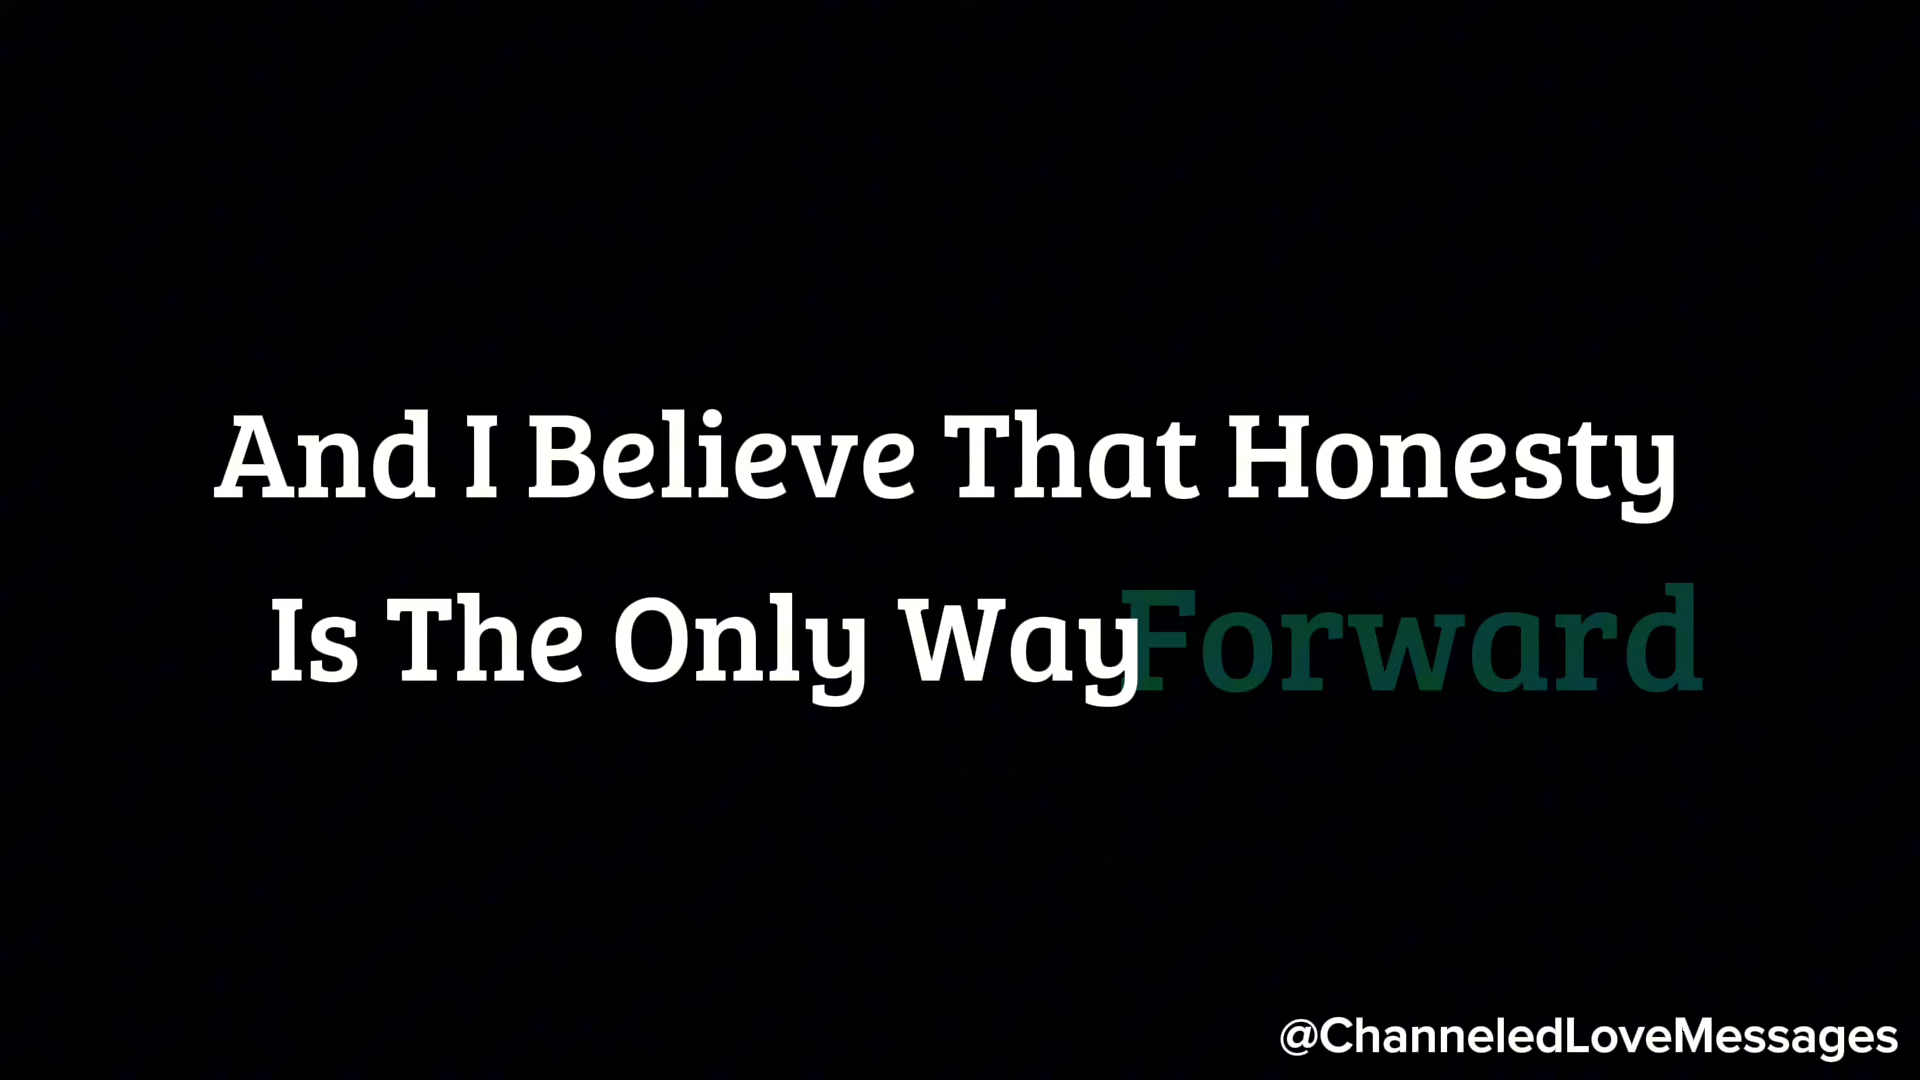 And I Believe That Honesty
Is The Only Way Forward
@ChanneledLoveMessages